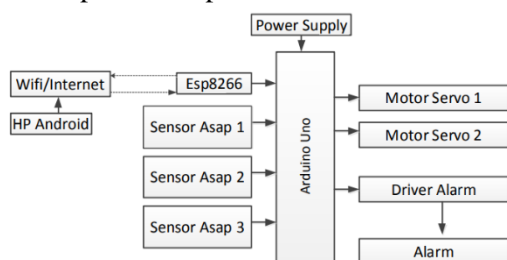 Power Supply
Wifi/Internet
Esp8266
HP Android
Sensor Asap 1
Sensor Asap 2
Sensor Asap 3
Arduino Uno
Motor Servo 1
Motor Servo 2
Driver Alarm
Alarm